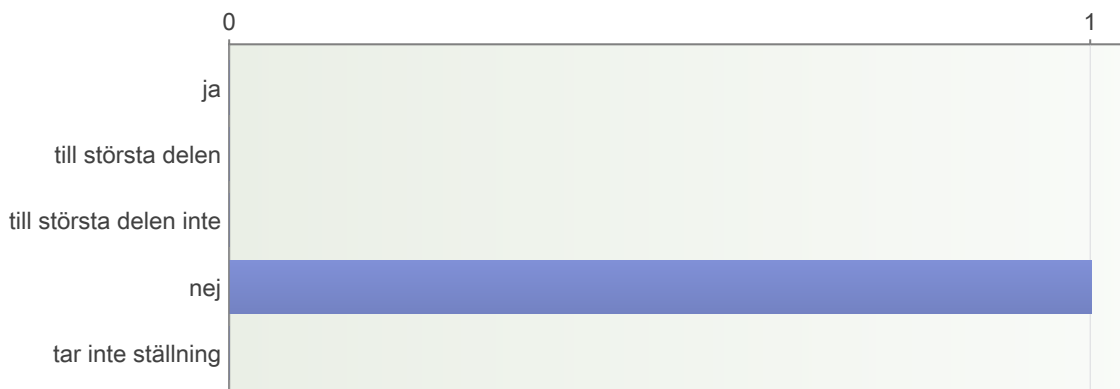 0 1
ja
till största delen
till största delen inte
nej
tar inte ställning